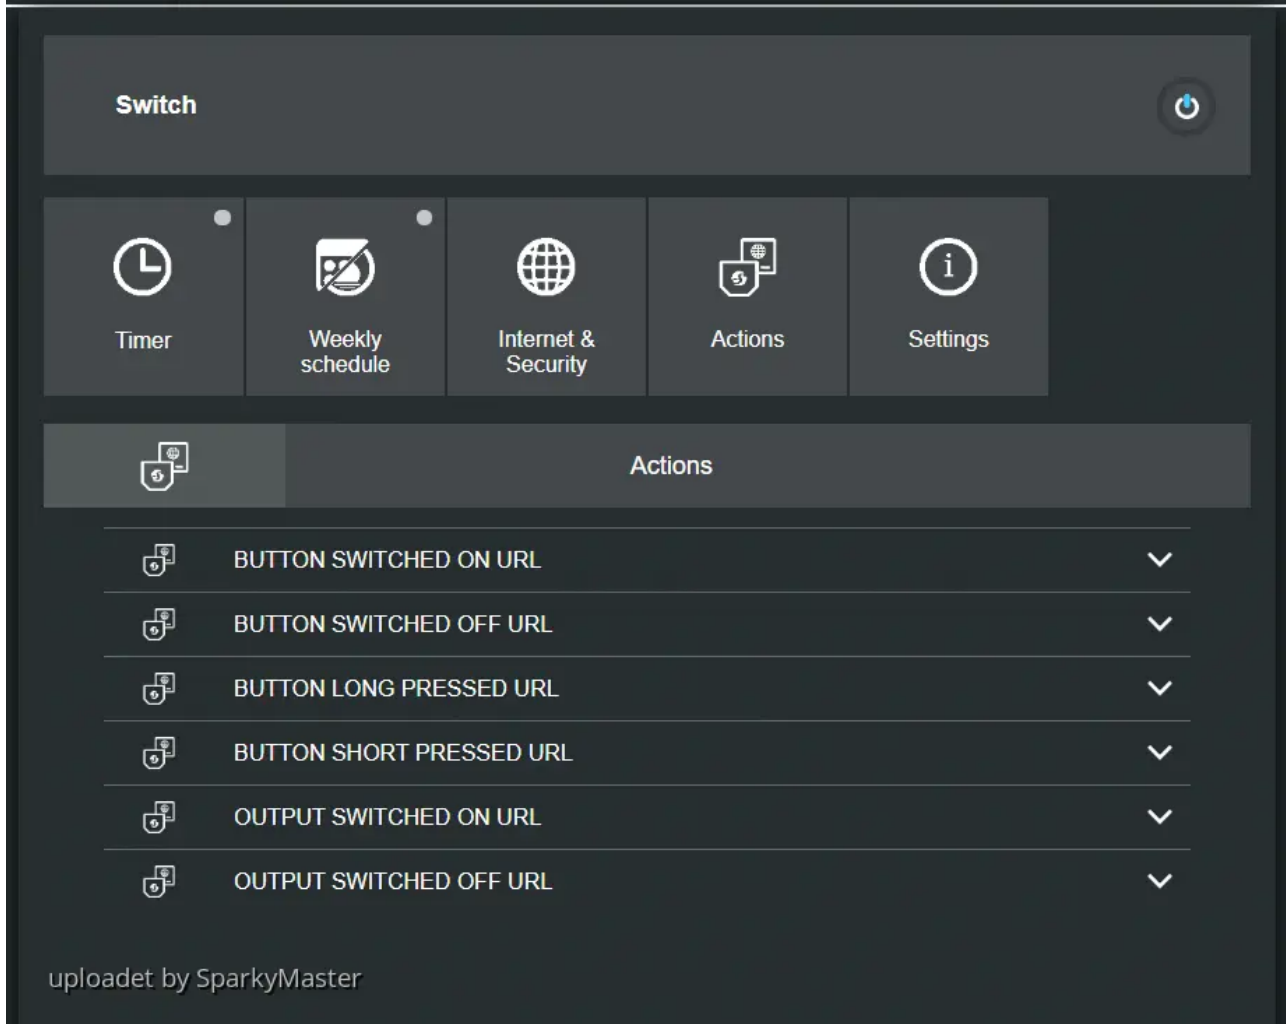 Switch
Timer
Weekly
schedule
Internet &
Security
Actions
Settings
Actions
BUTTON SWITCHED ON URL
BUTTON SWITCHED OFF URL
BUTTON LONG PRESSED URL
BUTTON SHORT PRESSED URL
OUTPUT SWITCHED ON URL
OUTPUT SWITCHED OFF URL
uploadet by SparkyMaster